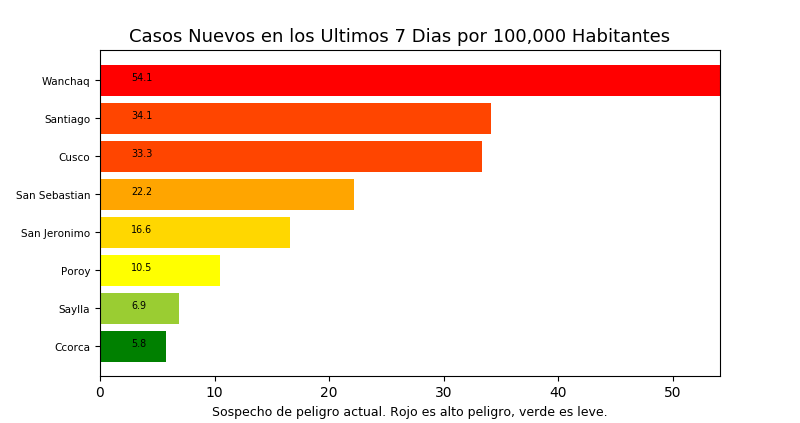 Casos Nuevos en los Ultimos 7 Dias por 100,000 Habitantes
Wanchaq 54.1
Santiago 34.1
Cusco 33.3
San Sebastian 22.2
San Jeronimo 16.6
Poroy 10.5
Saylla 6.9
Ccorca 5.8
0 10 20 30 40 50
Sospecho de peligro actual. Rojo es alto peligro, verde es leve.